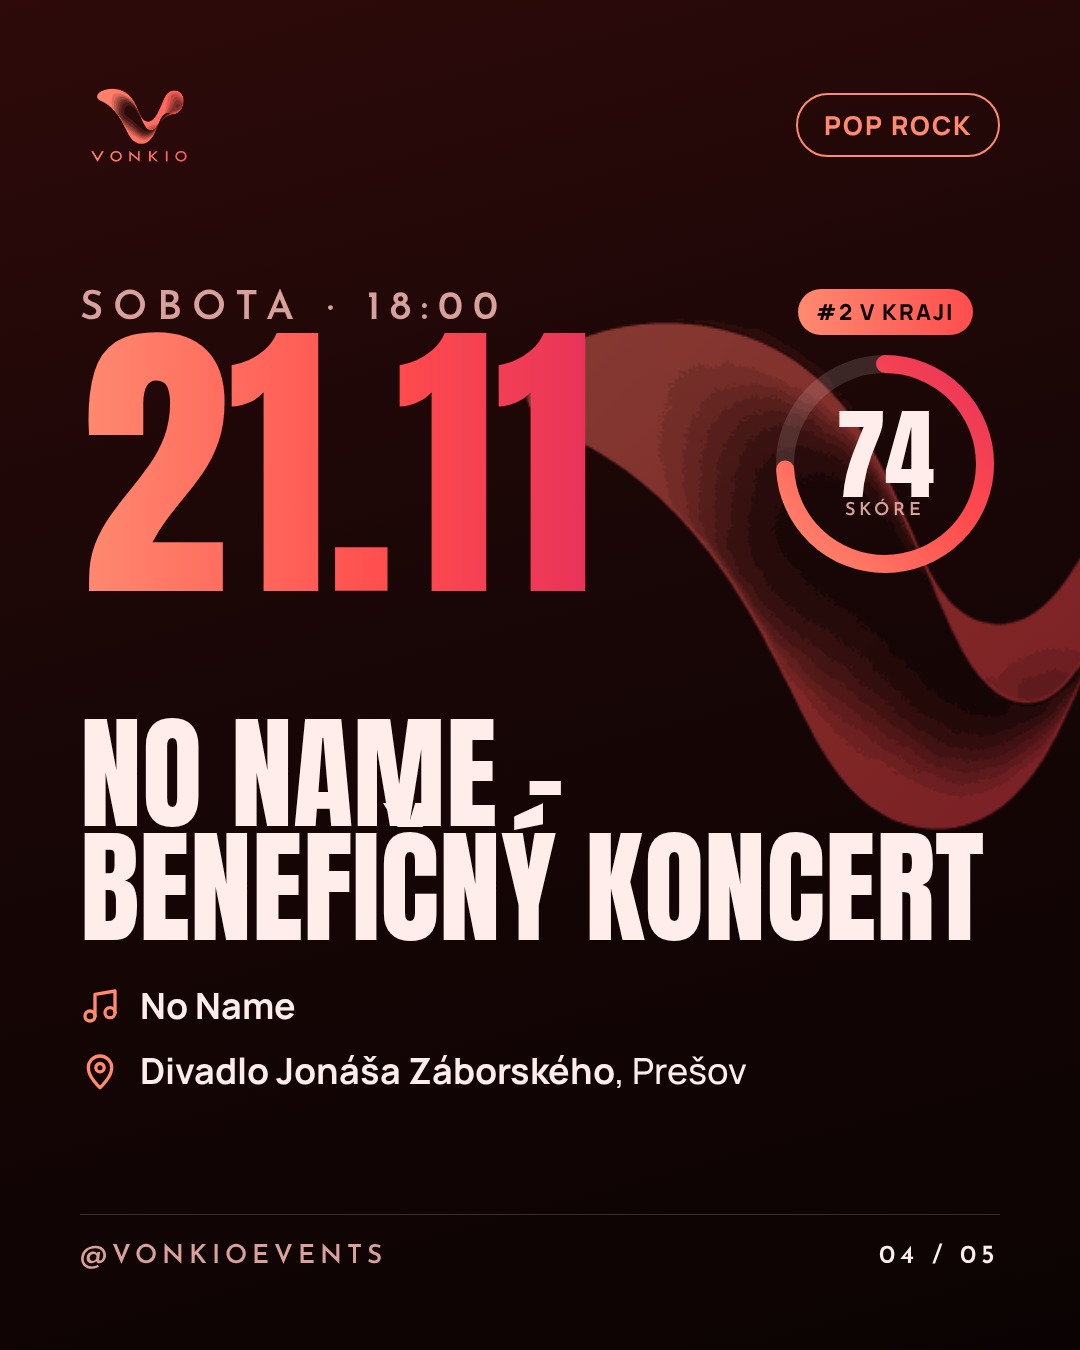 VONKIO
POP ROCK
SOBOTA · 18:00
#2 V KRAJI
21.11
74
SKÓRE
NO NAME -
BENEFIČNÝ KONCERT
No Name
Divadlo Jonáša Záborského, Prešov
@VONKIOEVENTS
04 / 05